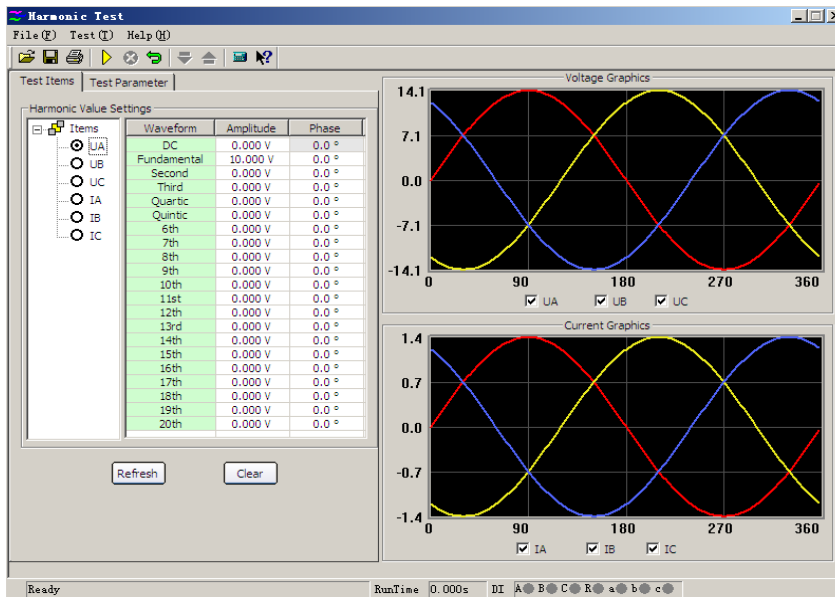 Harmonic Test
File(F) Test(T) Help(H)
Test Items Test Parameter
Harmonic Value Settings
Items
UA
UB
UC
IA
IB
IC
Waveform Amplitude Phase
DC 0.000 V 0.0 °
Fundamental 10.000 V 0.0 °
Second 0.000 V 0.0 °
Third 0.000 V 0.0 °
Quartic 0.000 V 0.0 °
Quintic 0.000 V 0.0 °
6th 0.000 V 0.0 °
7th 0.000 V 0.0 °
8th 0.000 V 0.0 °
9th 0.000 V 0.0 °
10th 0.000 V 0.0 °
11st 0.000 V 0.0 °
12th 0.000 V 0.0 °
13rd 0.000 V 0.0 °
14th 0.000 V 0.0 °
15th 0.000 V 0.0 °
16th 0.000 V 0.0 °
17th 0.000 V 0.0 °
18th 0.000 V 0.0 °
19th 0.000 V 0.0 °
20th 0.000 V 0.0 °
Refresh Clear
Voltage Graphics
14.1
7.1
0.0
-7.1
-14.1
0 90 180 270 360
UA UB UC
Current Graphics
1.4
0.7
0.0
-0.7
-1.4
0 90 180 270 360
IA IB IC
Ready RunTime 0.000s DI A B C R a b c